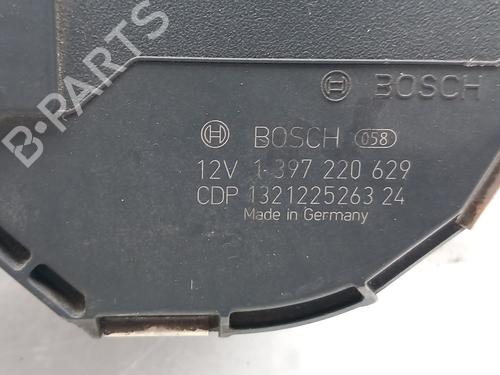 B-PARTS
BOSCH
BOSCH 058
12V 1 397 220 629
CDP 1321225263 24
Made in Germany